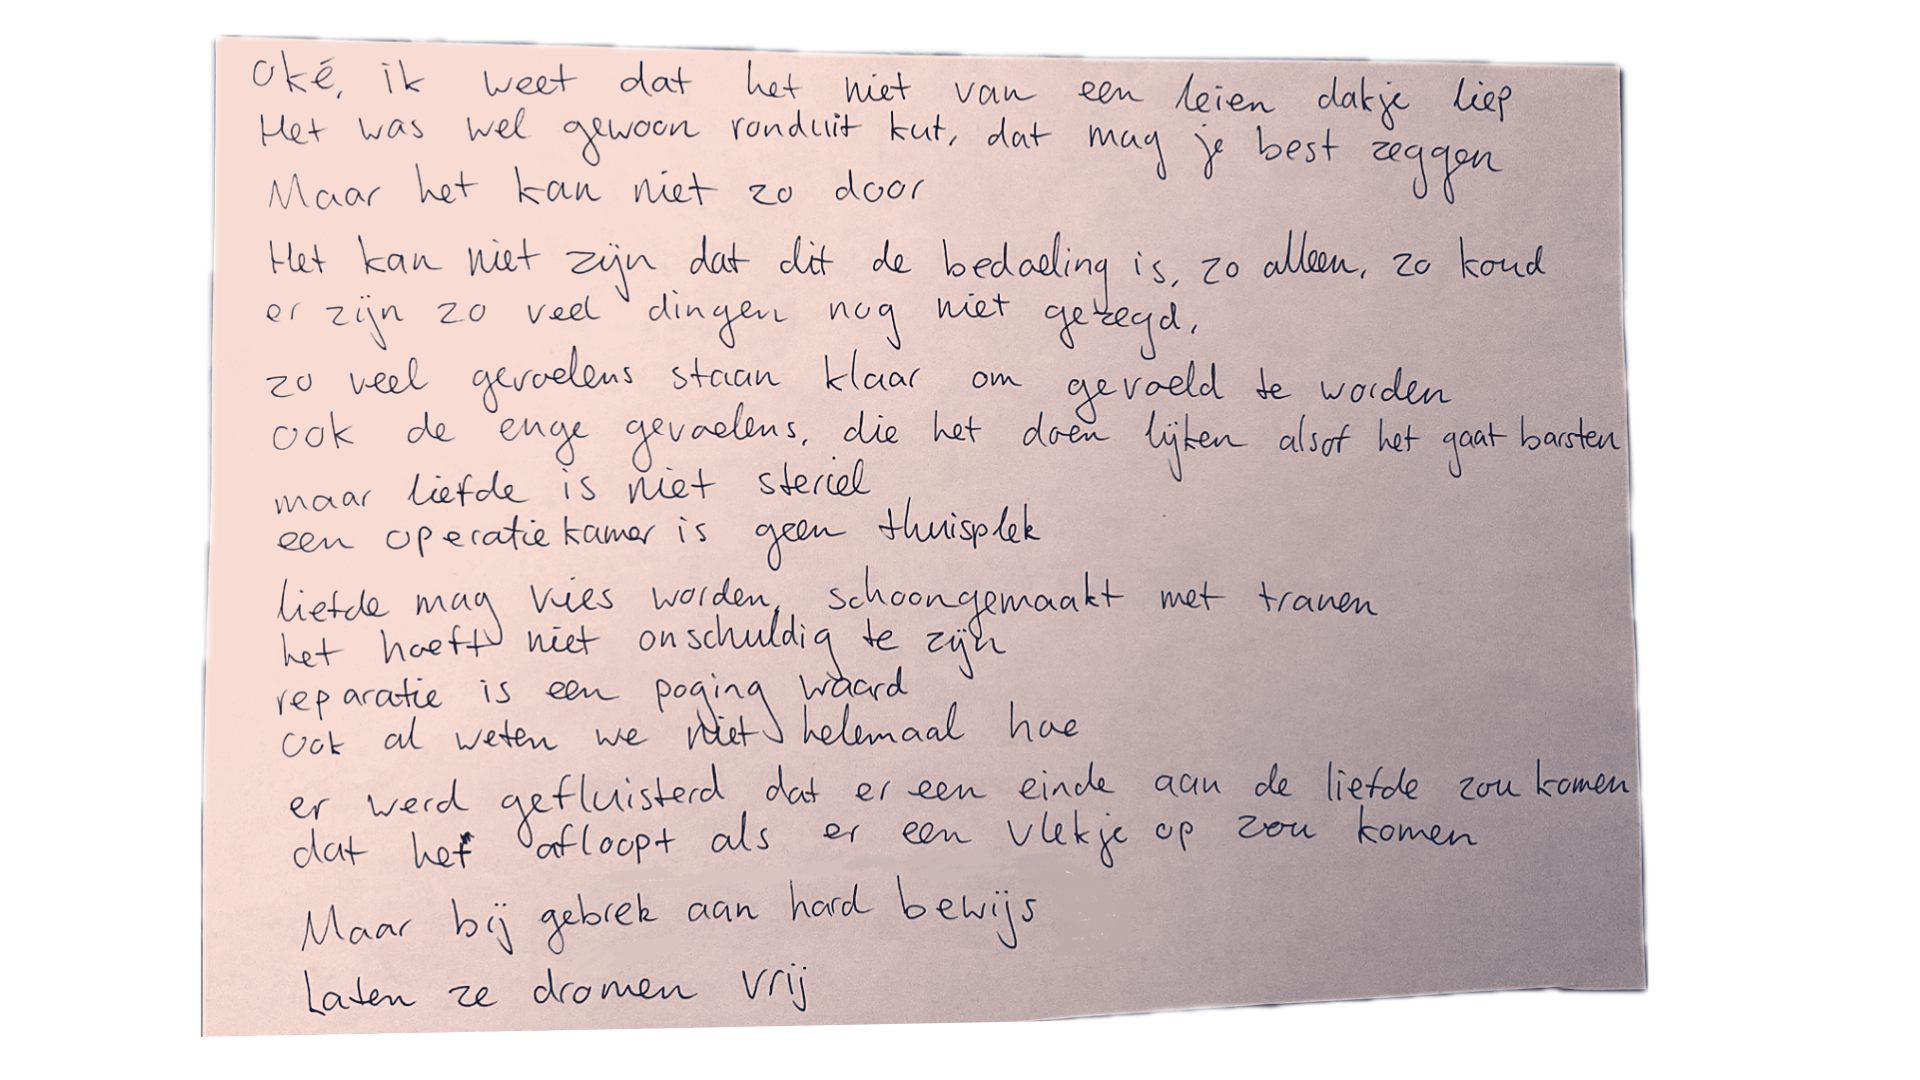 Oké, ik weet dat het niet van een leien dakje liep
Het was wel gewoon ronduit kut, dat mag je best zeggen
Maar het kan niet zo door
Het kan niet zijn dat dit de bedoeling is, zo alleen, zo koud
er zijn zo veel dingen nog niet gezegd,
zo veel gevoelens staan klaar om gevoeld te worden
ook de enge gevoelens, die het doen lijken alsof het gaat barsten
maar liefde is niet steriel
een operatiekamer is geen thuisplek
liefde mag vies worden, schoongemaakt met tranen
het hoeft niet onschuldig te zijn
reparatie is een poging waard
ook al weten we niet helemaal hoe
er werd gefluisterd dat er een einde aan de liefde zou komen
dat het afloopt als er een vlekje op zou komen
Maar bij gebrek aan hard bewijs
Laten ze dromen vrij